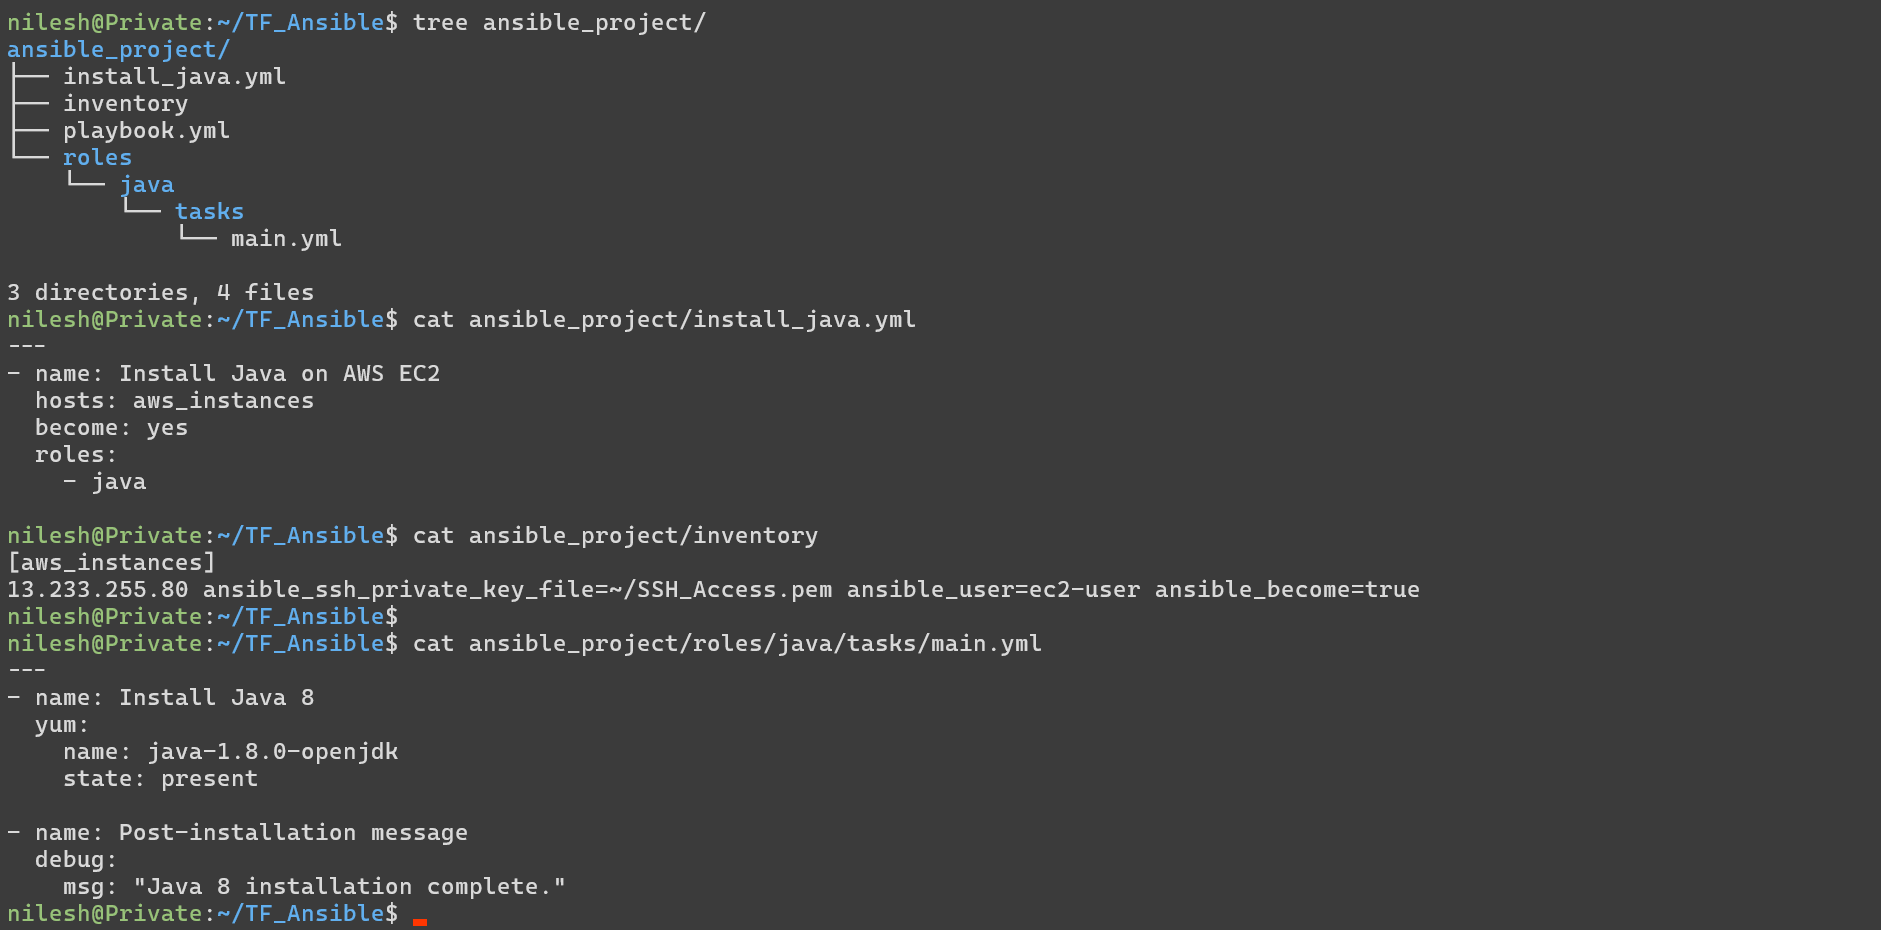 nilesh@Private:~/TF_Ansible$ tree ansible_project/
ansible_project/
├── install_java.yml
├── inventory
├── playbook.yml
└── roles
    └── java
        └── tasks
            └── main.yml

3 directories, 4 files
nilesh@Private:~/TF_Ansible$ cat ansible_project/install_java.yml
---
- name: Install Java on AWS EC2
  hosts: aws_instances
  become: yes
  roles:
    - java

nilesh@Private:~/TF_Ansible$ cat ansible_project/inventory
[aws_instances]
13.233.255.80 ansible_ssh_private_key_file=~/SSH_Access.pem ansible_user=ec2-user ansible_become=true
nilesh@Private:~/TF_Ansible$
nilesh@Private:~/TF_Ansible$ cat ansible_project/roles/java/tasks/main.yml
---
- name: Install Java 8
  yum:
    name: java-1.8.0-openjdk
    state: present

- name: Post-installation message
  debug:
    msg: "Java 8 installation complete."
nilesh@Private:~/TF_Ansible$